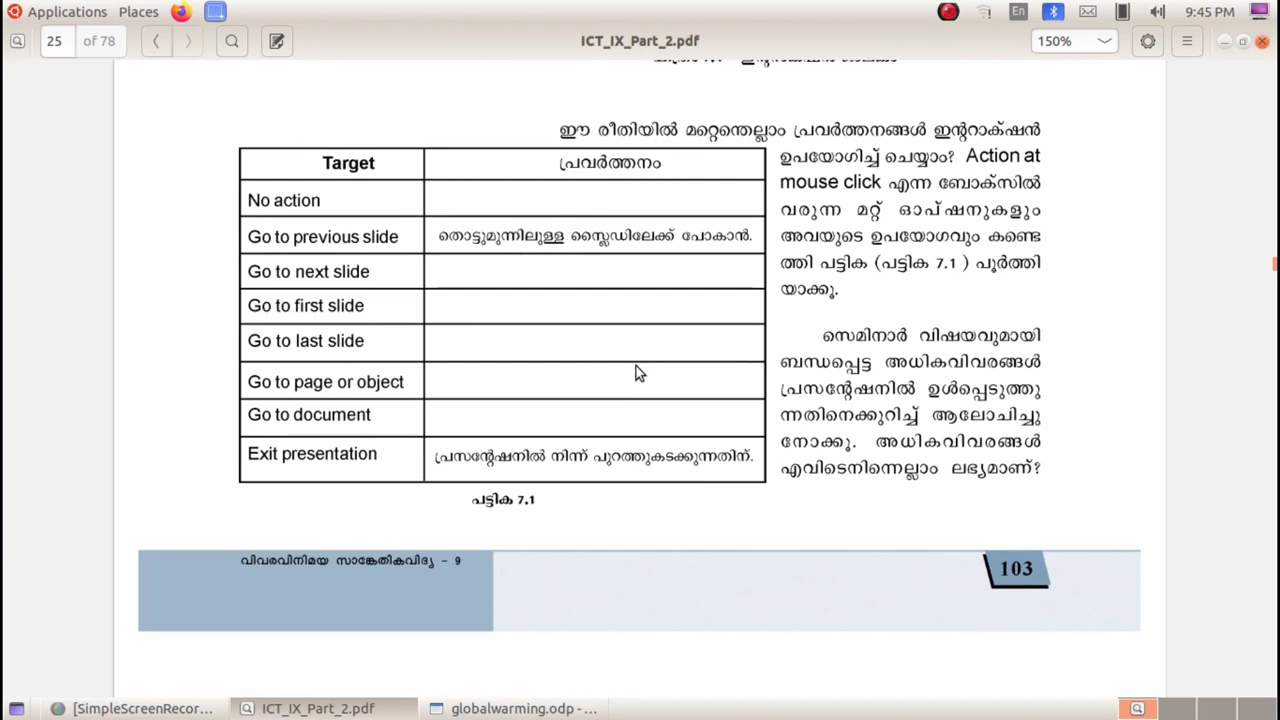 Applications Places En 9:45 PM
25 of 78 ICT_IX_Part_2.pdf 150%
ഈ രീതിയിൽ മറ്റെന്തെല്ലാം പ്രവർത്തനങ്ങൾ ഇന്ററാക്ഷൻ
ഉപയോഗിച്ച് ചെയ്യാം? Action at
mouse click എന്ന ബോക്സിൽ
വരുന്ന മറ്റ് ഓപ്ഷനുകളും
അവയുടെ ഉപയോഗവും കണ്ടെ
ത്തി പട്ടിക (പട്ടിക 7.1 ) പൂർത്തി
യാക്കൂ.
Target പ്രവർത്തനം
No action
Go to previous slide തൊട്ടുമുന്നിലുള്ള സ്ലൈഡിലേക്ക് പോകാൻ.
Go to next slide
Go to first slide
Go to last slide
Go to page or object
Go to document
Exit presentation പ്രസന്റേഷനിൽ നിന്ന് പുറത്തുകടക്കുന്നതിന്.
പട്ടിക 7.1
സെമിനാർ വിഷയവുമായി
ബന്ധപ്പെട്ട അധികവിവരങ്ങൾ
പ്രസന്റേഷനിൽ ഉൾപ്പെടുത്തു
ന്നതിനെക്കുറിച്ച് ആലോചിച്ചു
നോക്കൂ. അധികവിവരങ്ങൾ
എവിടെനിന്നെല്ലാം ലഭ്യമാണ്?
വിവരവിനിമയ സാങ്കേതികവിദ്യ - 9
103
[SimpleScreenRecor... ICT_IX_Part_2.pdf globalwarming.odp - ...